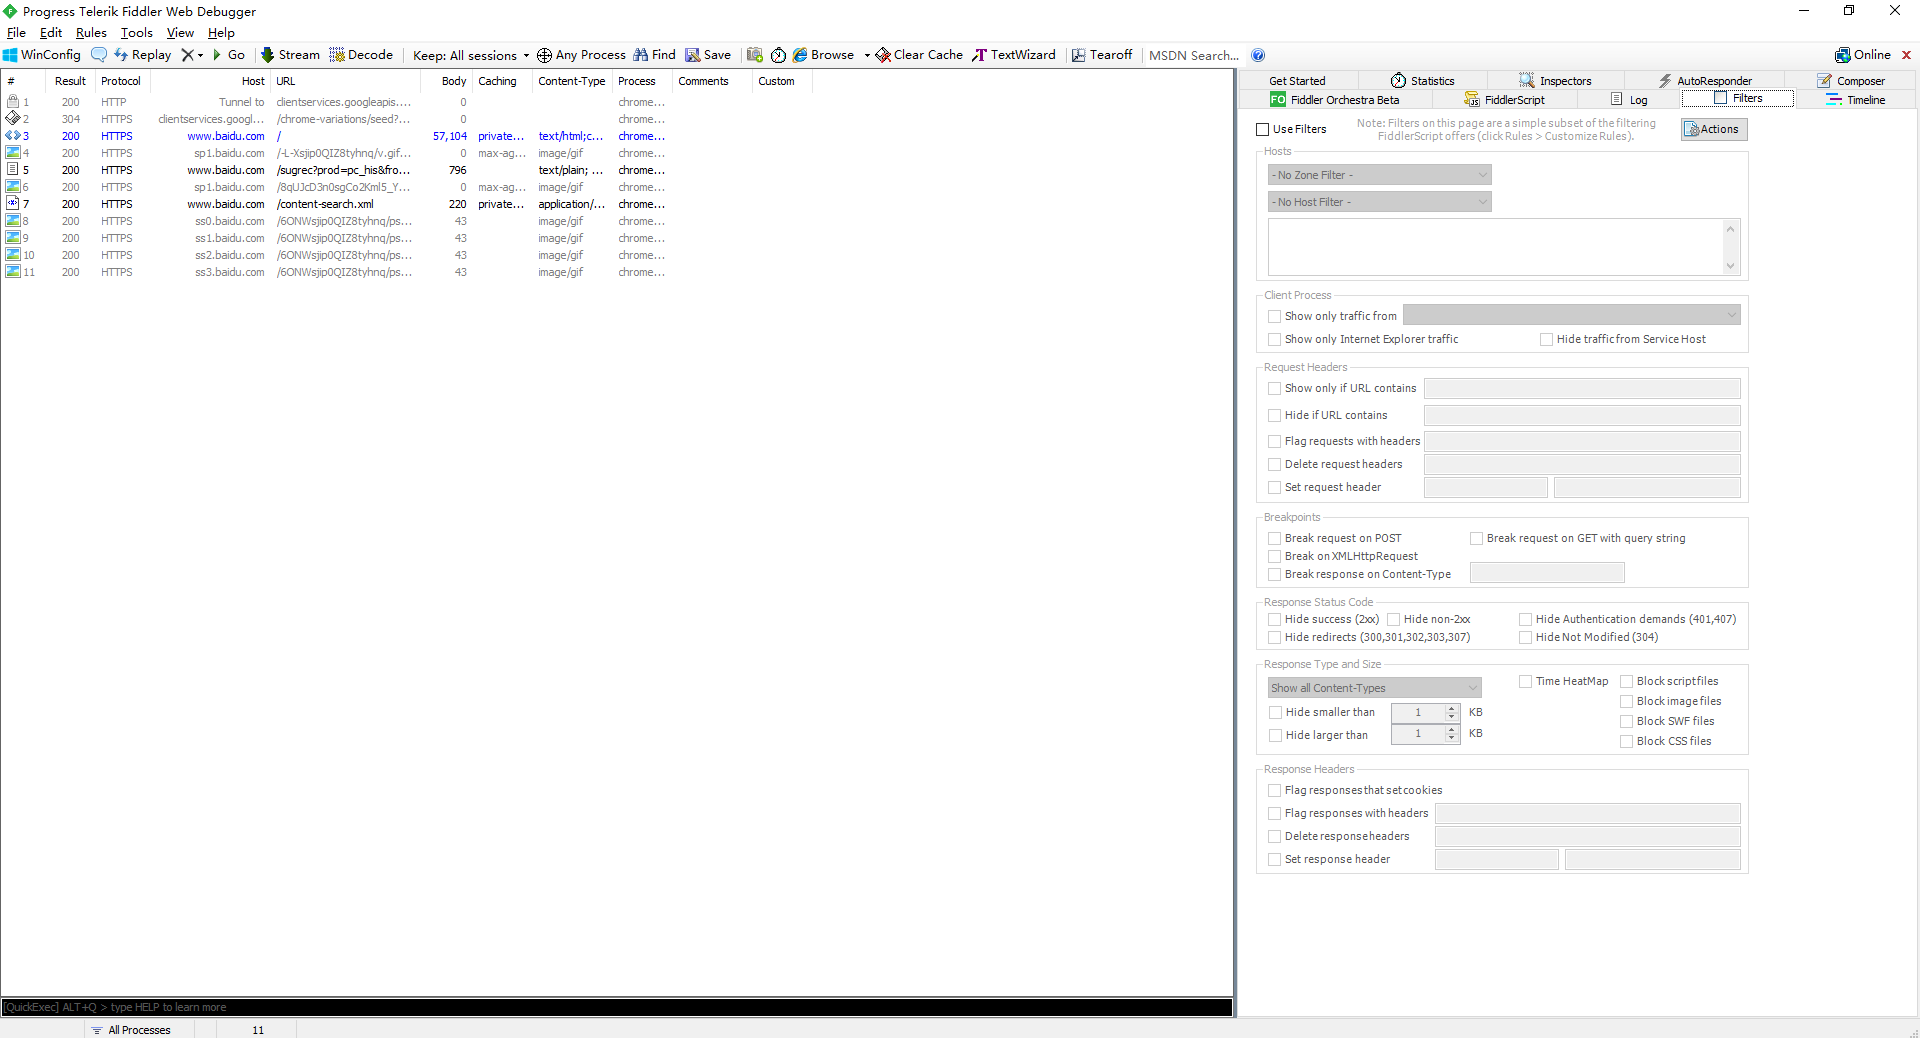 Progress Telerik Fiddler Web Debugger
File Edit Rules Tools View Help
WinConfig Replay Go Stream Decode Keep: All sessions Any Process Find Save Browse Clear Cache TextWizard Tearoff MSDN Search... Online
# Result Protocol Host URL Body Caching Content-Type Process Comments Custom
1 200 HTTP Tunnel to clientservices.googleapis.... 0 chrome...
2 304 HTTPS clientservices.googl... /chrome-variations/seed?... 0 chrome...
3 200 HTTPS www.baidu.com / 57,104 private... text/html;c... chrome...
4 200 HTTPS sp1.baidu.com /-L-Xsjip0QIZ8tyhnq/v.gif... 0 max-ag... image/gif chrome...
5 200 HTTPS www.baidu.com /sugrec?prod=pc_his&fro... 796 text/plain; ... chrome...
6 200 HTTPS sp1.baidu.com /8qUJcD3n0sgCo2Kml5_Y... 0 max-ag... image/gif chrome...
7 200 HTTPS www.baidu.com /content-search.xml 220 private... application/... chrome...
8 200 HTTPS ss0.baidu.com /6ONWsjip0QIZ8tyhnq/ps... 43 image/gif chrome...
9 200 HTTPS ss1.baidu.com /6ONWsjip0QIZ8tyhnq/ps... 43 image/gif chrome...
10 200 HTTPS ss2.baidu.com /6ONWsjip0QIZ8tyhnq/ps... 43 image/gif chrome...
11 200 HTTPS ss3.baidu.com /6ONWsjip0QIZ8tyhnq/ps... 43 image/gif chrome...
[QuickExec] ALT+Q > type HELP to learn more
All Processes 11
Get Started Statistics Inspectors AutoResponder Composer
FO Fiddler Orchestra Beta FiddlerScript Log Filters Timeline
Use Filters
Note: Filters on this page are a simple subset of the filtering
FiddlerScript offers (click Rules > Customize Rules).
Actions
Hosts
- No Zone Filter -
- No Host Filter -
Client Process
Show only traffic from
Show only Internet Explorer traffic Hide traffic from Service Host
Request Headers
Show only if URL contains
Hide if URL contains
Flag requests with headers
Delete request headers
Set request header
Breakpoints
Break request on POST Break request on GET with query string
Break on XMLHttpRequest
Break response on Content-Type
Response Status Code
Hide success (2xx) Hide non-2xx Hide Authentication demands (401,407)
Hide redirects (300,301,302,303,307) Hide Not Modified (304)
Response Type and Size
Show all Content-Types Time HeatMap Block script files
Block image files
Hide smaller than 1 KB
Block SWF files
Hide larger than 1 KB
Block CSS files
Response Headers
Flag responses that set cookies
Flag responses with headers
Delete response headers
Set response header